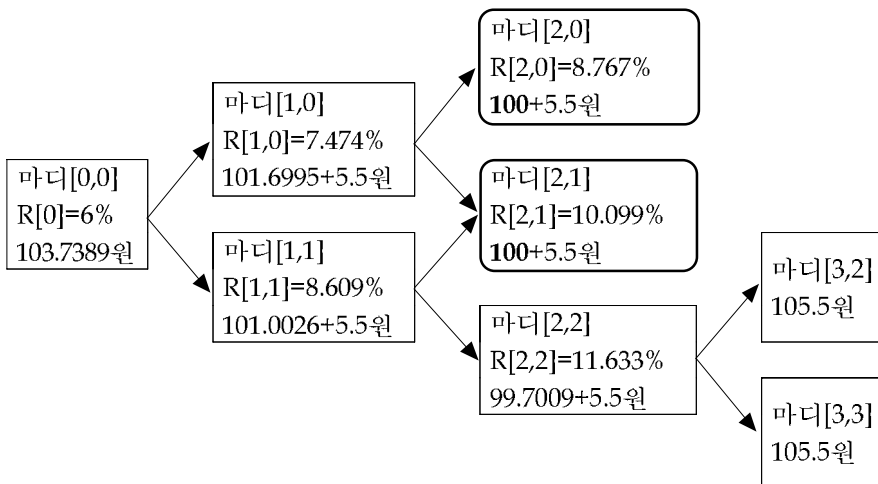 마디[0,0]
R[0]=6%
103.7389원
마디[1,0]
R[1,0]=7.474%
101.6995+5.5원
마디[1,1]
R[1,1]=8.609%
101.0026+5.5원
마디[2,0]
R[2,0]=8.767%
100+5.5원
마디[2,1]
R[2,1]=10.099%
100+5.5원
마디[2,2]
R[2,2]=11.633%
99.7009+5.5원
마디[3,2]
105.5원
마디[3,3]
105.5원